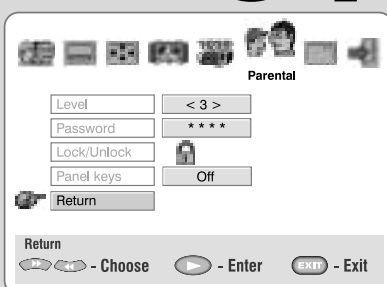 Parental
Level < 3 >
Password * * * *
Lock/Unlock
Panel keys Off
Return
Return
- Choose - Enter EXIT - Exit